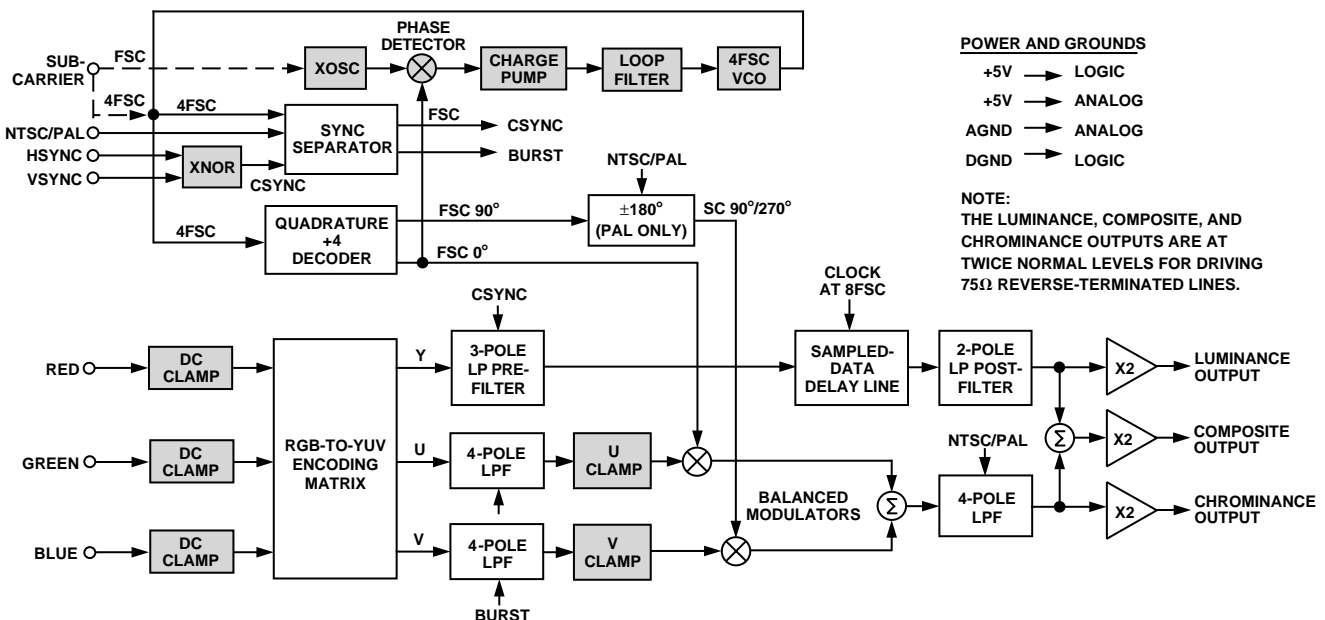 SUB-
CARRIER
FSC
4FSC
NTSC/PAL
HSYNC
VSYNC
XNOR
CSYNC
4FSC
XOSC
PHASE
DETECTOR
CHARGE
PUMP
LOOP
FILTER
4FSC
VCO
SYNC
SEPARATOR
FSC
CSYNC
BURST
4FSC
QUADRATURE
+4
DECODER
FSC 90°
FSC 0°
NTSC/PAL
±180°
(PAL ONLY)
SC 90°/270°
POWER AND GROUNDS
+5V LOGIC
+5V ANALOG
AGND ANALOG
DGND LOGIC
NOTE:
THE LUMINANCE, COMPOSITE, AND
CHROMINANCE OUTPUTS ARE AT
TWICE NORMAL LEVELS FOR DRIVING
75Ω REVERSE-TERMINATED LINES.
RED
DC
CLAMP
GREEN
DC
CLAMP
BLUE
DC
CLAMP
RGB-TO-YUV
ENCODING
MATRIX
Y
U
V
CSYNC
3-POLE
LP PRE-
FILTER
4-POLE
LPF
U
CLAMP
4-POLE
LPF
BURST
V
CLAMP
BALANCED
MODULATORS
CLOCK
AT 8FSC
SAMPLED-
DATA
DELAY LINE
2-POLE
LP POST-
FILTER
Σ
NTSC/PAL
4-POLE
LPF
Σ
X2
LUMINANCE
OUTPUT
X2
COMPOSITE
OUTPUT
X2
CHROMINANCE
OUTPUT